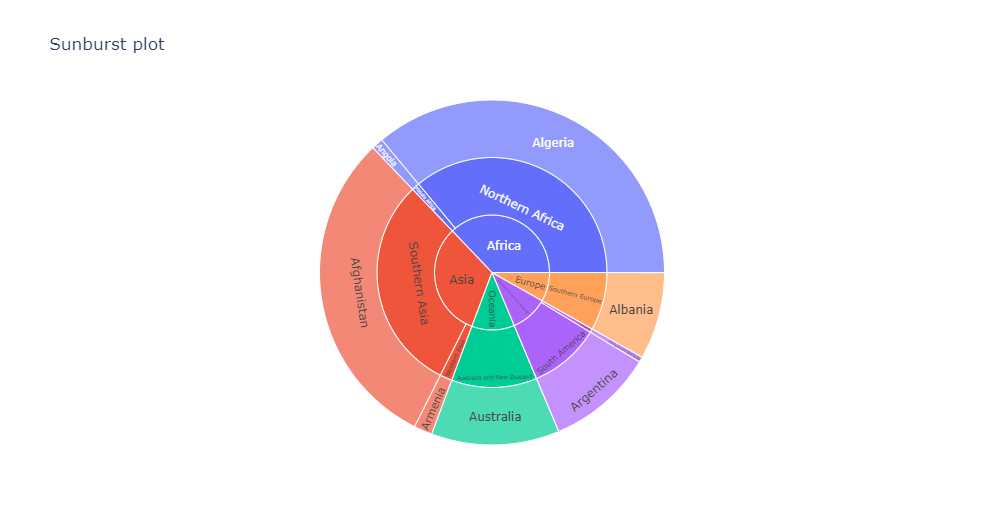 Sunburst plot
Algeria
Angola
Northern Africa
Africa
Asia
Southern Asia
Afghanistan
Armenia
Oceania
Australia and New Zealand
Australia
Europe
Southern Europe
Albania
South America
Argentina